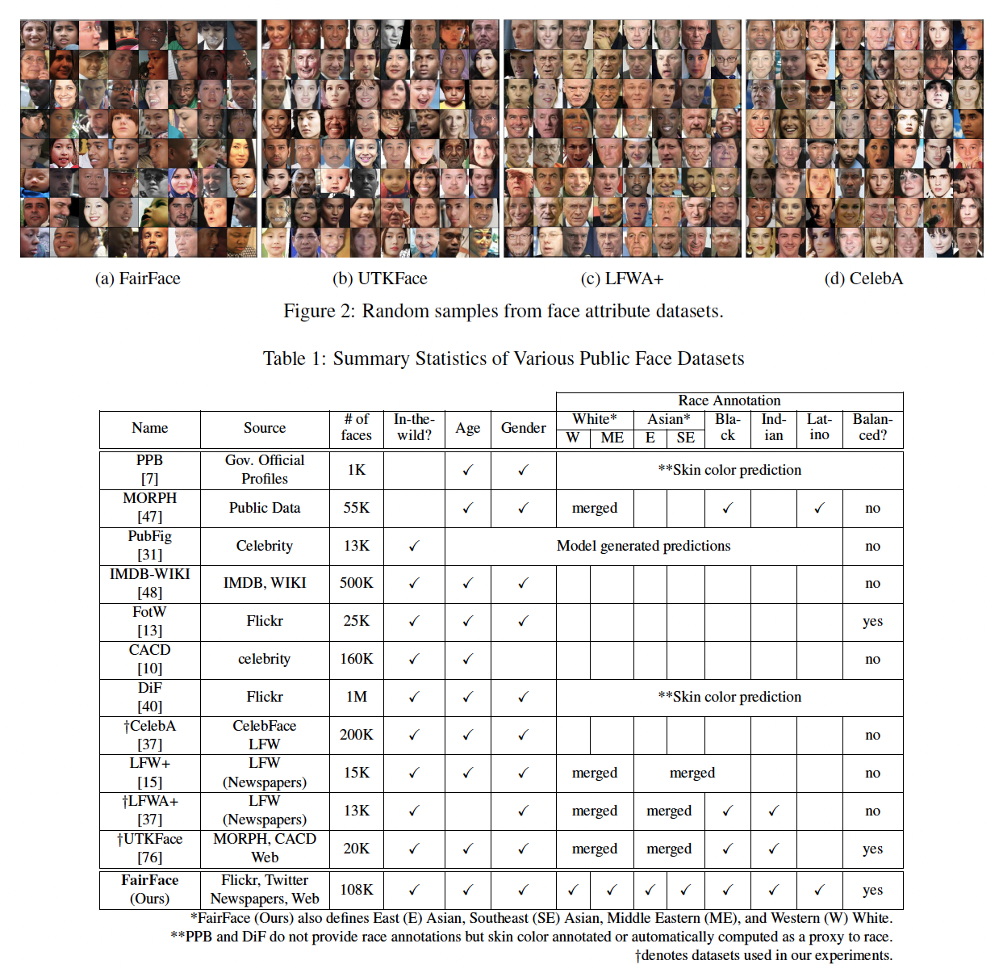 (a) FairFace
(b) UTKFace
(c) LFWA+
(d) CelebA
Figure 2: Random samples from face attribute datasets.
Table 1: Summary Statistics of Various Public Face Datasets
Race Annotation
Name Source # of faces In-the-wild? Age Gender White* Asian* Bla-ck Ind-ian Lat-ino Balan-ced?
W ME E SE
PPB [7] Gov. Official Profiles 1K ✓ ✓ **Skin color prediction
MORPH [47] Public Data 55K ✓ ✓ merged ✓ ✓ no
PubFig [31] Celebrity 13K ✓ Model generated predictions no
IMDB-WIKI [48] IMDB, WIKI 500K ✓ ✓ ✓ no
FotW [13] Flickr 25K ✓ ✓ ✓ yes
CACD [10] celebrity 160K ✓ ✓ no
DiF [40] Flickr 1M ✓ ✓ ✓ **Skin color prediction
†CelebA [37] CelebFace LFW 200K ✓ ✓ ✓ no
LFW+ [15] LFW (Newspapers) 15K ✓ ✓ ✓ merged merged no
†LFWA+ [37] LFW (Newspapers) 13K ✓ ✓ merged merged ✓ ✓ no
†UTKFace [76] MORPH, CACD Web 20K ✓ ✓ ✓ merged merged ✓ ✓ yes
FairFace (Ours) Flickr, Twitter Newspapers, Web 108K ✓ ✓ ✓ ✓ ✓ ✓ ✓ ✓ ✓ ✓ yes
*FairFace (Ours) also defines East (E) Asian, Southeast (SE) Asian, Middle Eastern (ME), and Western (W) White.
**PPB and DiF do not provide race annotations but skin color annotated or automatically computed as a proxy to race.
†denotes datasets used in our experiments.